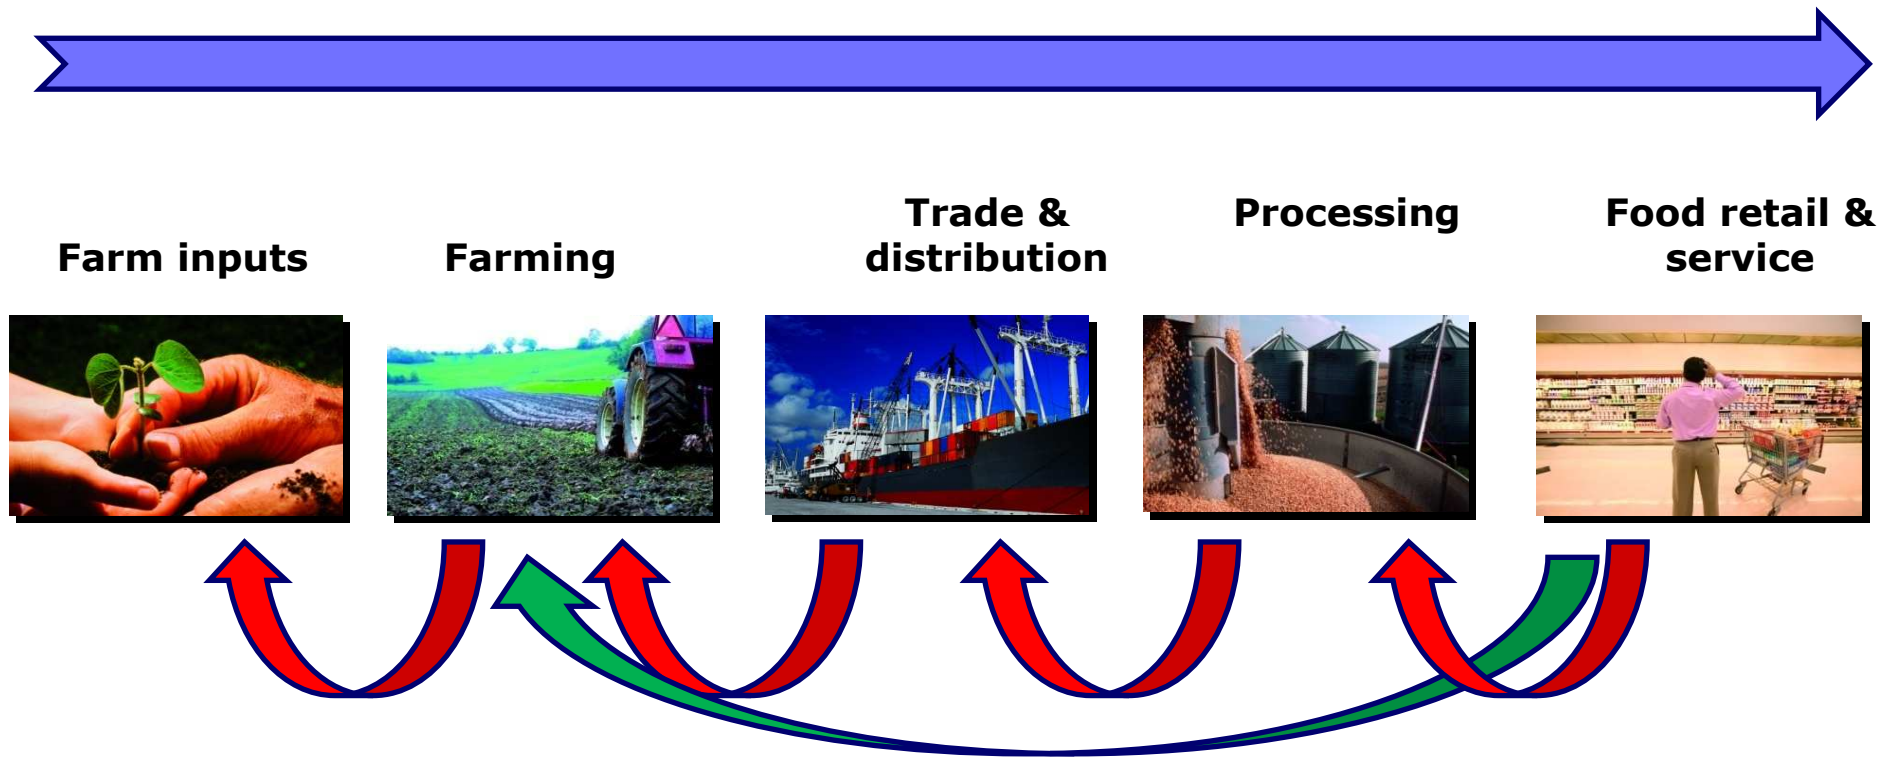 Farm inputs
Farming
Trade &
distribution
Processing
Food retail &
service